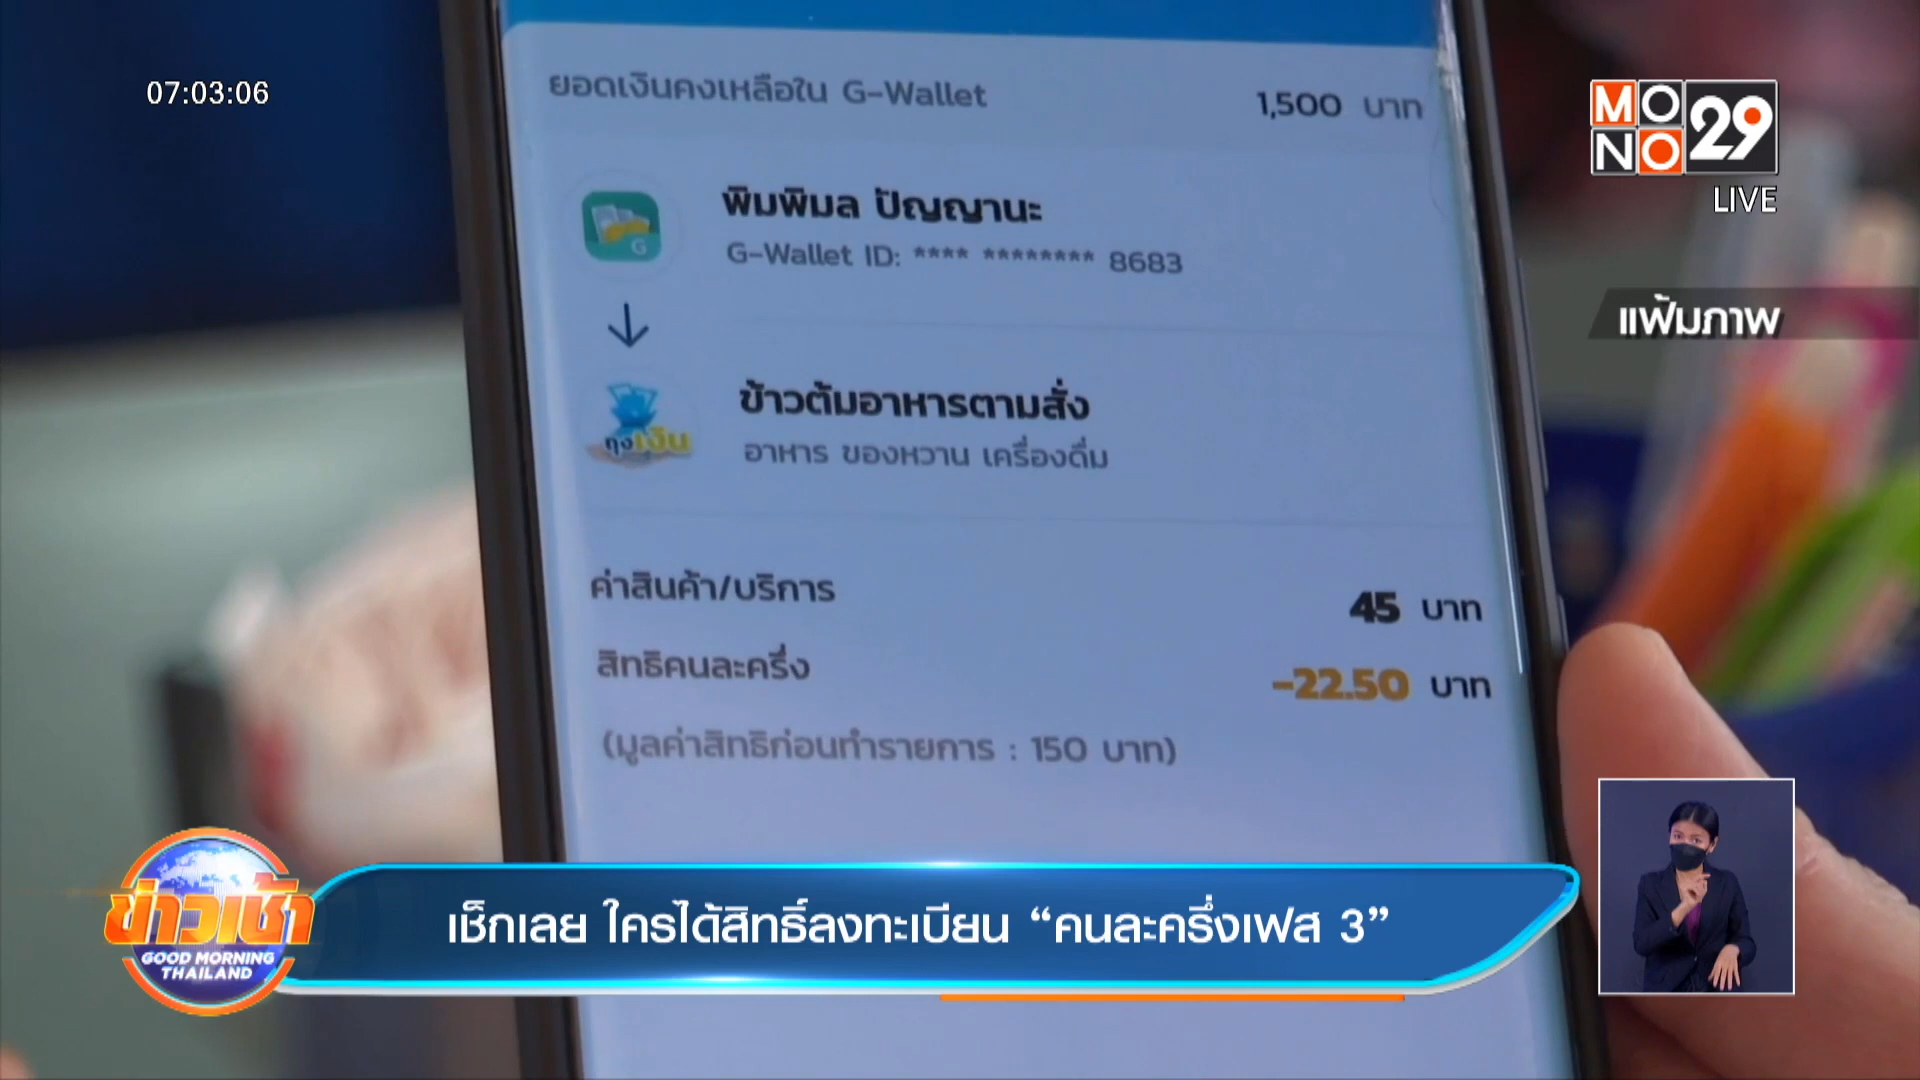 07:03:06
MONO 29
LIVE
แฟ้มภาพ
ยอดเงินคงเหลือใน G-Wallet 1,500 บาท
พิมพิมล ปัญญานะ
G-Wallet ID: **** ******** 8683
G
ข้าวต้มอาหารตามสั่ง
ถุงเงิน
อาหาร ของหวาน เครื่องดื่ม
ค่าสินค้า/บริการ 45 บาท
สิทธิคนละครึ่ง -22.50 บาท
(มูลค่าสิทธิก่อนทำรายการ : 150 บาท)
ข่าวเช้า
GOOD MORNING
THAILAND
เช็กเลย ใครได้สิทธิ์ลงทะเบียน “คนละครึ่งเฟส 3”